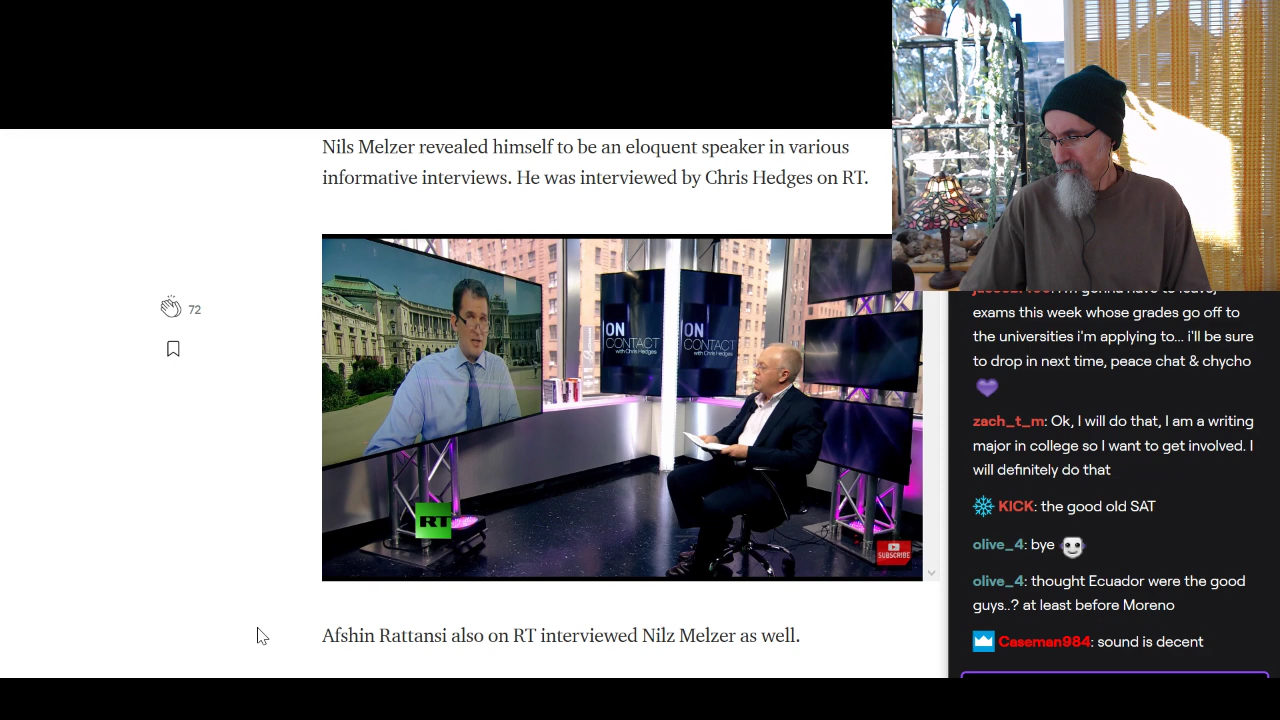 Nils Melzer revealed himself to be an eloquent speaker in various
informative interviews. He was interviewed by Chris Hedges on RT.
72
ON
CONTACT
with Chris Hedges
ON
CONTACT
with Chris Hedges
RT
SUBSCRIBE
Afshin Rattansi also on RT interviewed Nilz Melzer as well.
exams this week whose grades go off to
the universities i'm applying to... i'll be sure
to drop in next time, peace chat & chycho
zach_t_m: Ok, I will do that, I am a writing
major in college so I want to get involved. I
will definitely do that
KICK: the good old SAT
olive_4: bye
olive_4: thought Ecuador were the good
guys..? at least before Moreno
Caseman984: sound is decent